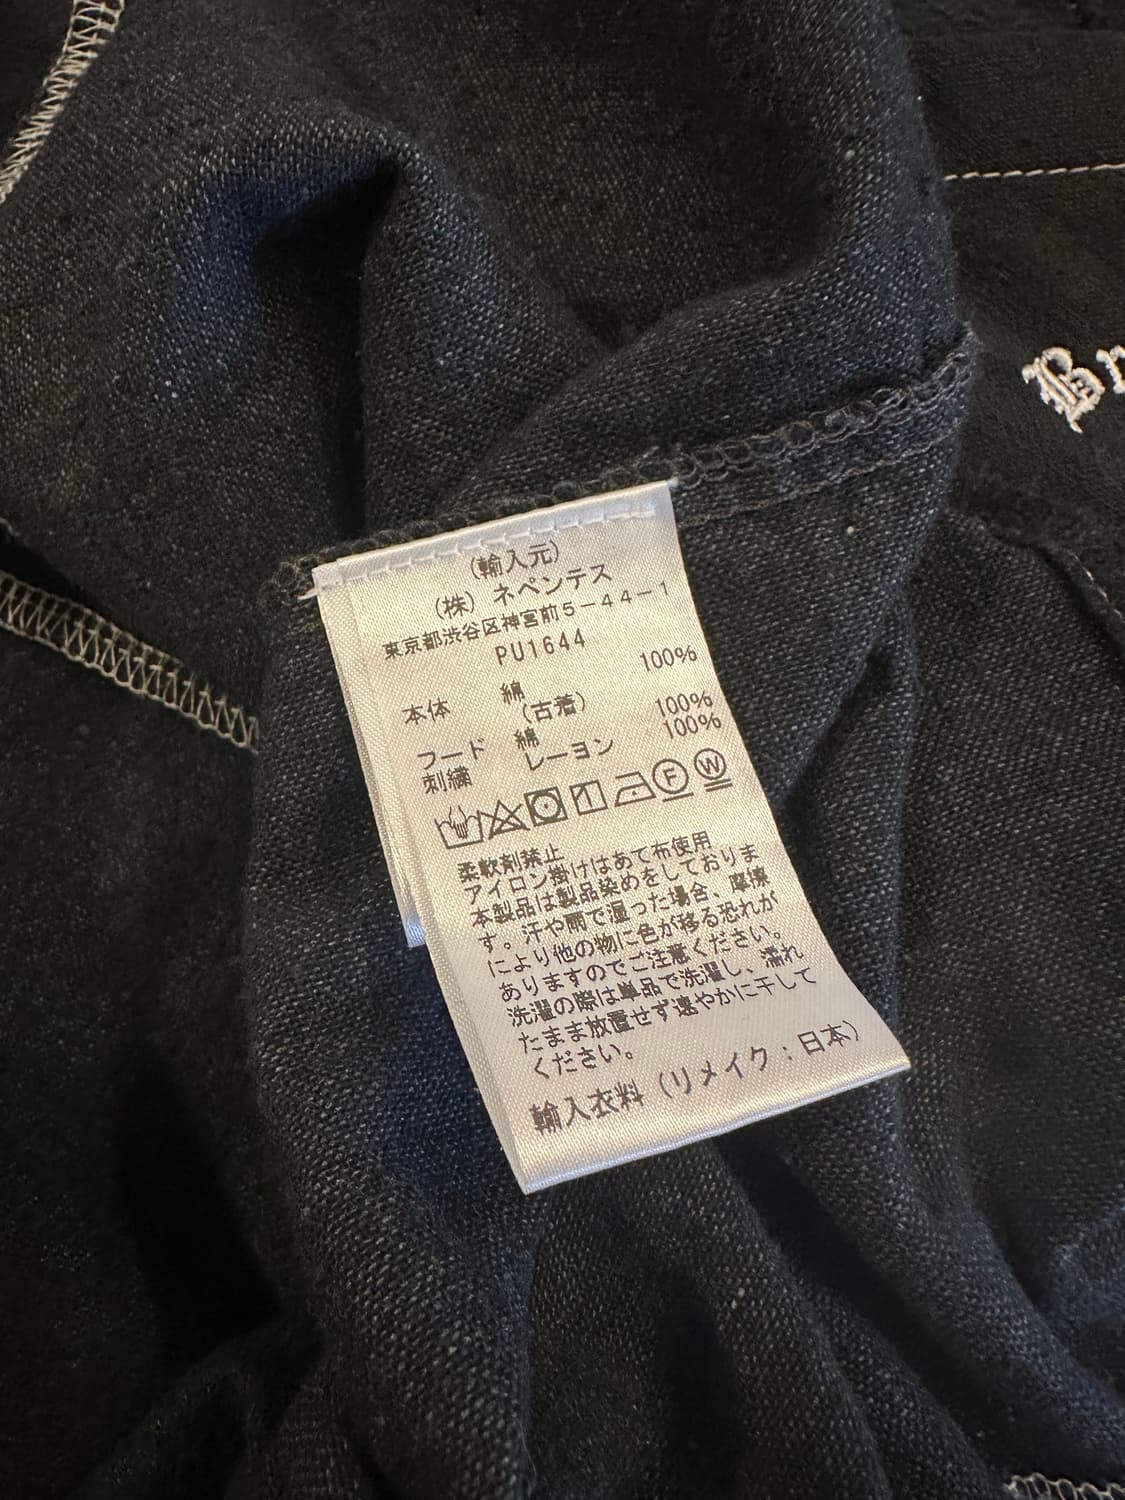 (輸入元)
(株) ネペンテス
東京都渋谷区神宮前5-44-1
PU1644
本体 綿 100%
(古着)
フード 綿 100%
刺繍 レーヨン 100%
F W
柔軟剤禁止
アイロン掛けはあて布使用
本製品は製品染めをしておりま
す。汗や雨で湿った場合、摩擦
により他の物に色が移る恐れが
ありますのでご注意ください。
洗濯の際は単品で洗濯し、濡れ
たまま放置せず速やかに干して
ください。
輸入衣料 (リメイク:日本)